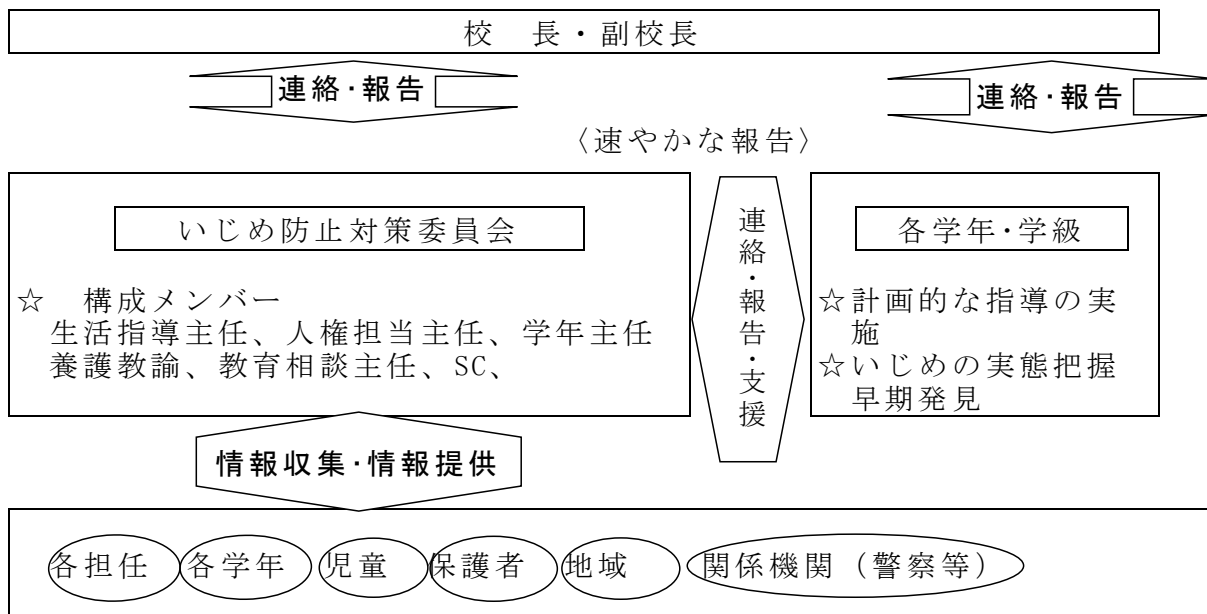 校　長・副校長
連絡・報告
連絡・報告
〈速やかな報告〉
いじめ防止対策委員会
☆　構成メンバー
生活指導主任、人権担当主任、学年主任
養護教諭、教育相談主任、SC、
連絡・報告・支援
各学年・学級
☆計画的な指導の実
施
☆いじめの実態把握
早期発見
情報収集・情報提供
各担任　各学年　児童　保護者　地域　関係機関（警察等）